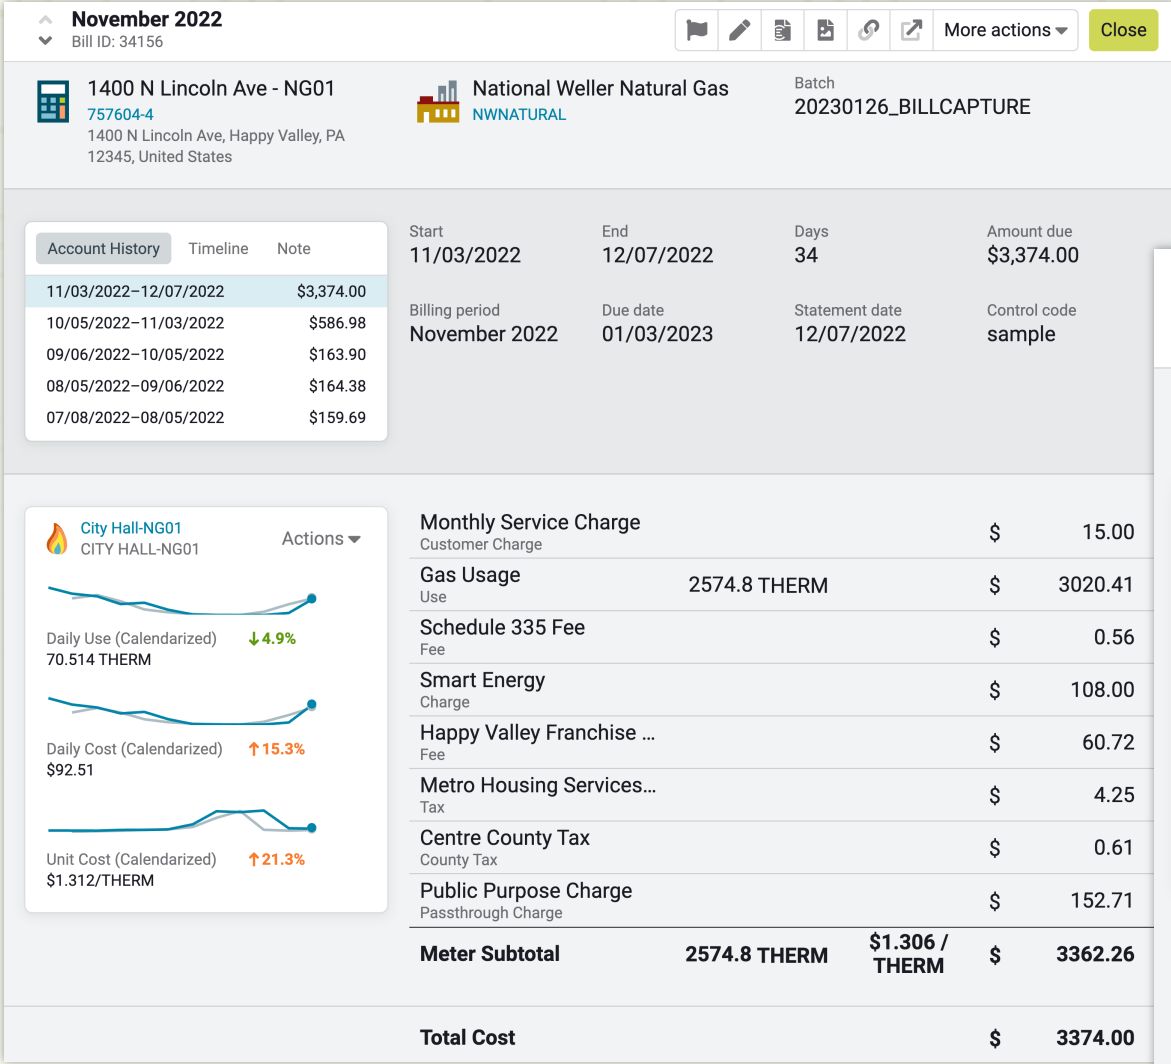 November 2022
Bill ID: 34156
More actions
Close
1400 N Lincoln Ave - NG01
757604-4
1400 N Lincoln Ave, Happy Valley, PA
12345, United States
National Weller Natural Gas
NWNATURAL
Batch
20230126_BILLCAPTURE
Account History Timeline Note
11/03/2022–12/07/2022 $3,374.00
10/05/2022–11/03/2022 $586.98
09/06/2022–10/05/2022 $163.90
08/05/2022–09/06/2022 $164.38
07/08/2022–08/05/2022 $159.69
Start End Days Amount due
11/03/2022 12/07/2022 34 $3,374.00
Billing period Due date Statement date Control code
November 2022 01/03/2023 12/07/2022 sample
City Hall-NG01
CITY HALL-NG01
Actions
Daily Use (Calendarized) ↓4.9%
70.514 THERM
Daily Cost (Calendarized) ↑15.3%
$92.51
Unit Cost (Calendarized) ↑21.3%
$1.312/THERM
Monthly Service Charge $ 15.00
Customer Charge
Gas Usage 2574.8 THERM $ 3020.41
Use
Schedule 335 Fee $ 0.56
Fee
Smart Energy $ 108.00
Charge
Happy Valley Franchise ... $ 60.72
Fee
Metro Housing Services... $ 4.25
Tax
Centre County Tax $ 0.61
County Tax
Public Purpose Charge $ 152.71
Passthrough Charge
Meter Subtotal 2574.8 THERM $1.306 / THERM $ 3362.26
Total Cost $ 3374.00